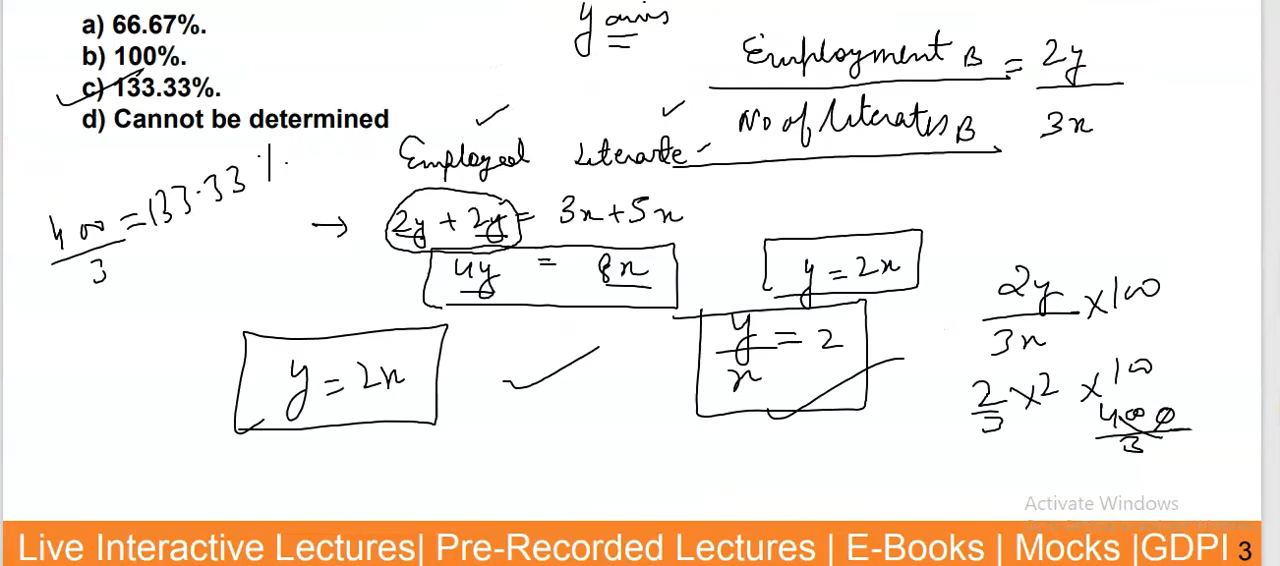 a) 66.67%.
b) 100%.
c) 133.33%.
d) Cannot be determined
y
Employment B = 2y
No of literates B 3x
Employed Literate
400 = 133.33 %
3
→ 2y + 2y = 3x + 5x
4y = 8x
y = 2x
y = 2
x
y = 2x
2y × 100
3x
2 × 2 × 100
3
400
3
Activate Windows
Live Interactive Lectures| Pre-Recorded Lectures | E-Books | Mocks |GDPI 3